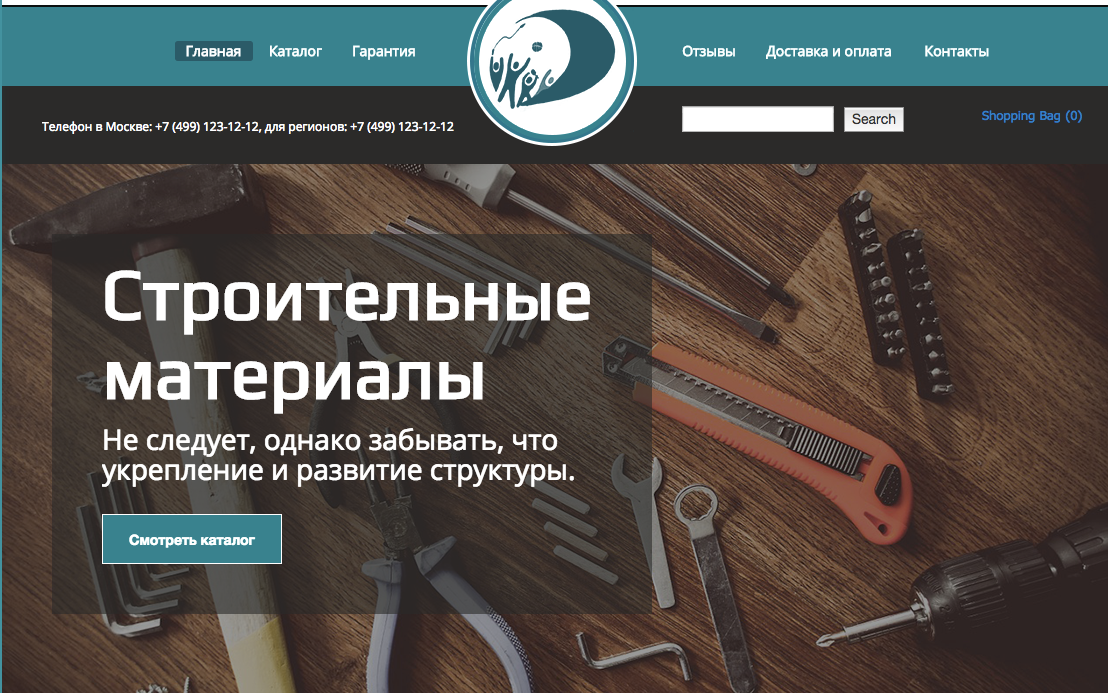 Главная Каталог Гарантия Отзывы Доставка и оплата Контакты
Телефон в Москве: +7 (499) 123-12-12, для регионов: +7 (499) 123-12-12 Search Shopping Bag (0)
Строительные
материалы
Не следует, однако забывать, что
укрепление и развитие структуры.
Смотреть каталог